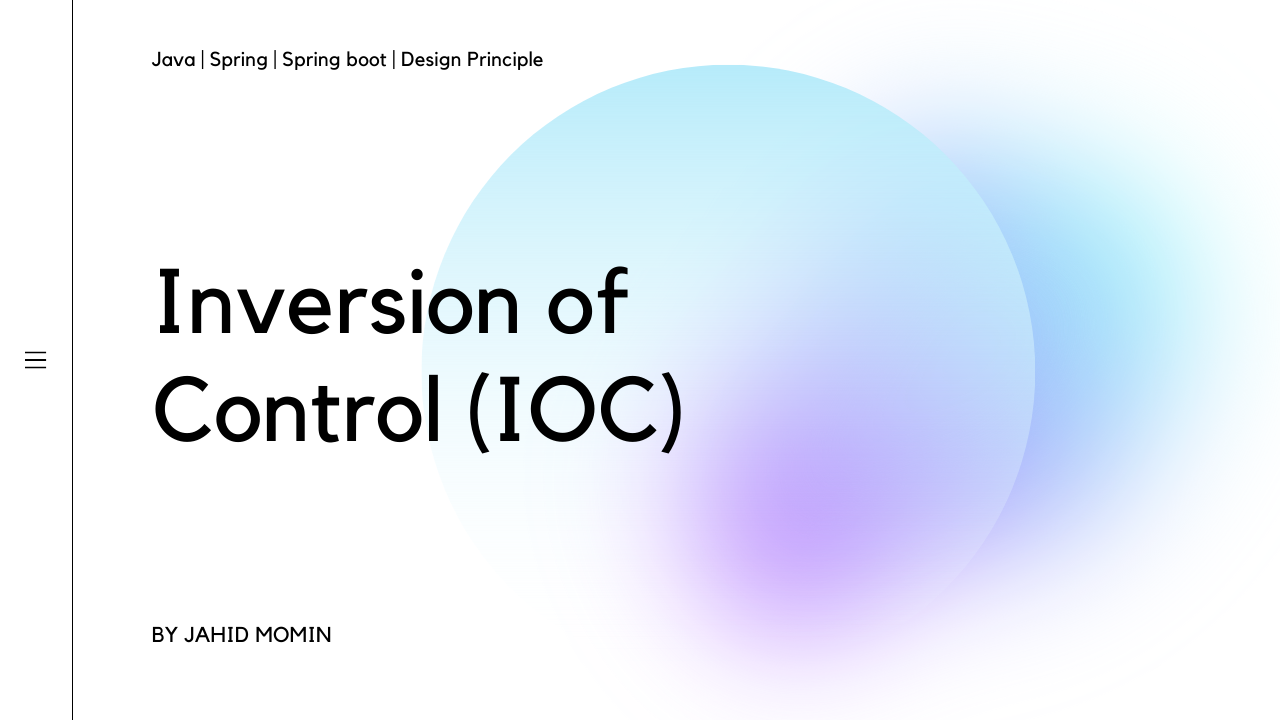 Java | Spring | Spring boot | Design Principle
Inversion of
Control (IOC)
BY JAHID MOMIN